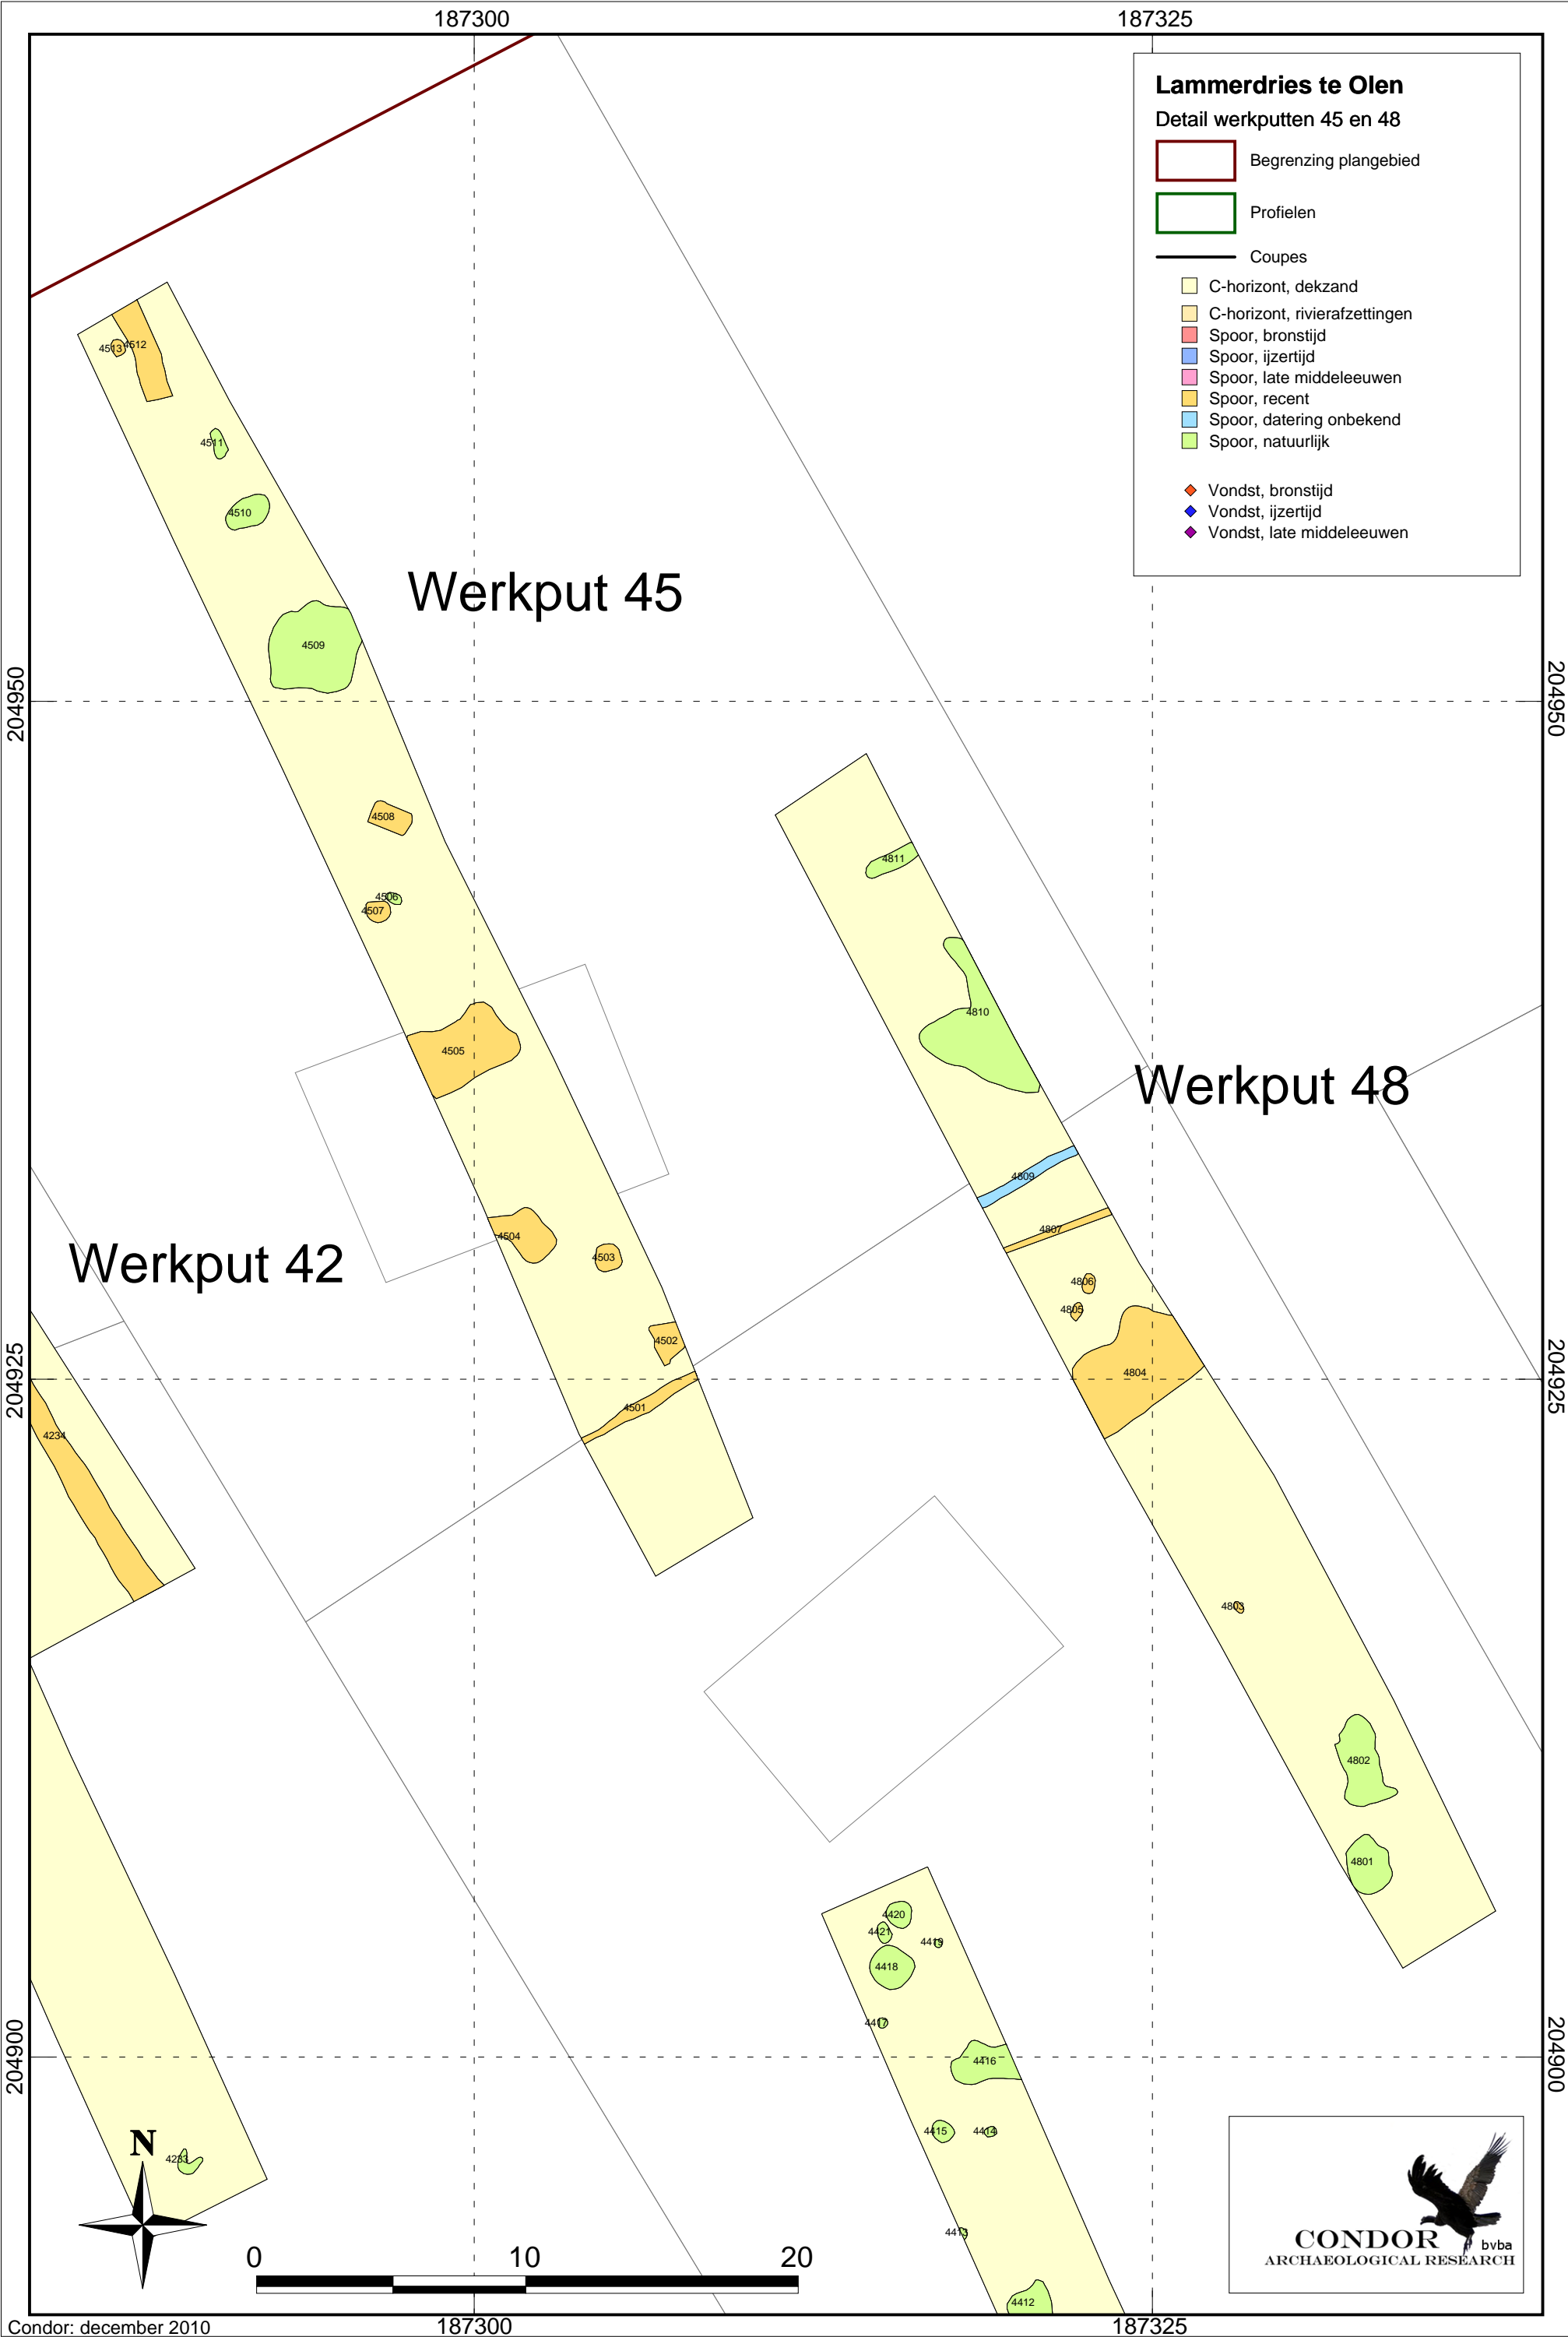 187300
187325
Lammerdries te Olen
Detail werkputten 45 en 48
Begrenzing plangebied
Profielen
Coupes
C-horizont, dekzand
C-horizont, rivierafzettingen
Spoor, bronstijd
Spoor, ijzertijd
Spoor, late middeleeuwen
Spoor, recent
Spoor, datering onbekend
Spoor, natuurlijk
Vondst, bronstijd
Vondst, ijzertijd
Vondst, late middeleeuwen
4513
4512
4511
4510
Werkput 45
4509
204950
204950
4508
4811
4506
4507
4810
4505
Werkput 48
4809
4807
4504
4503
Werkput 42
4806
4805
4502
4804
204925
204925
4501
4234
4803
4802
4801
4420
4421
4419
4418
4417
4416
204900
204900
4415
4414
N
4233
4413
CONDOR bvba
ARCHAEOLOGICAL RESEARCH
0
10
20
4412
Condor: december 2010
187300
187325